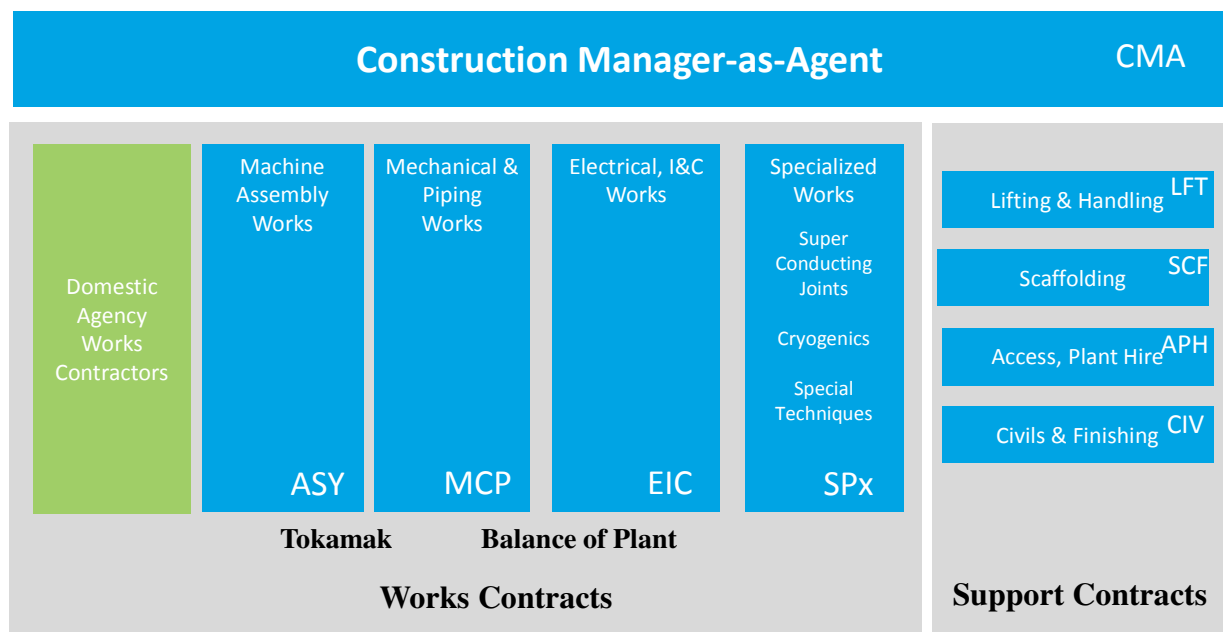 Construction Manager-as-Agent
CMA
Domestic
Agency
Works
Contractors
Machine
Assembly
Works
ASY
Mechanical &
Piping
Works
MCP
Electrical, I&C
Works
EIC
Specialized
Works
Super
Conducting
Joints
Cryogenics
Special
Techniques
SPx
Tokamak
Balance of Plant
Works Contracts
Lifting & Handling LFT
Scaffolding SCF
Access, Plant Hire APH
Civils & Finishing CIV
Support Contracts